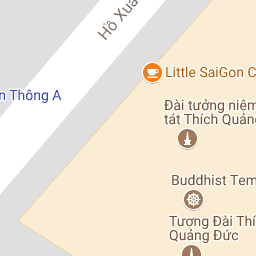 Hồ Xuâ
Little SaiGon C
n Thông A
Đài tưởng niệm
tát Thích Quảng
Buddhist Tem
Tượng Đài Thí
Quảng Đức